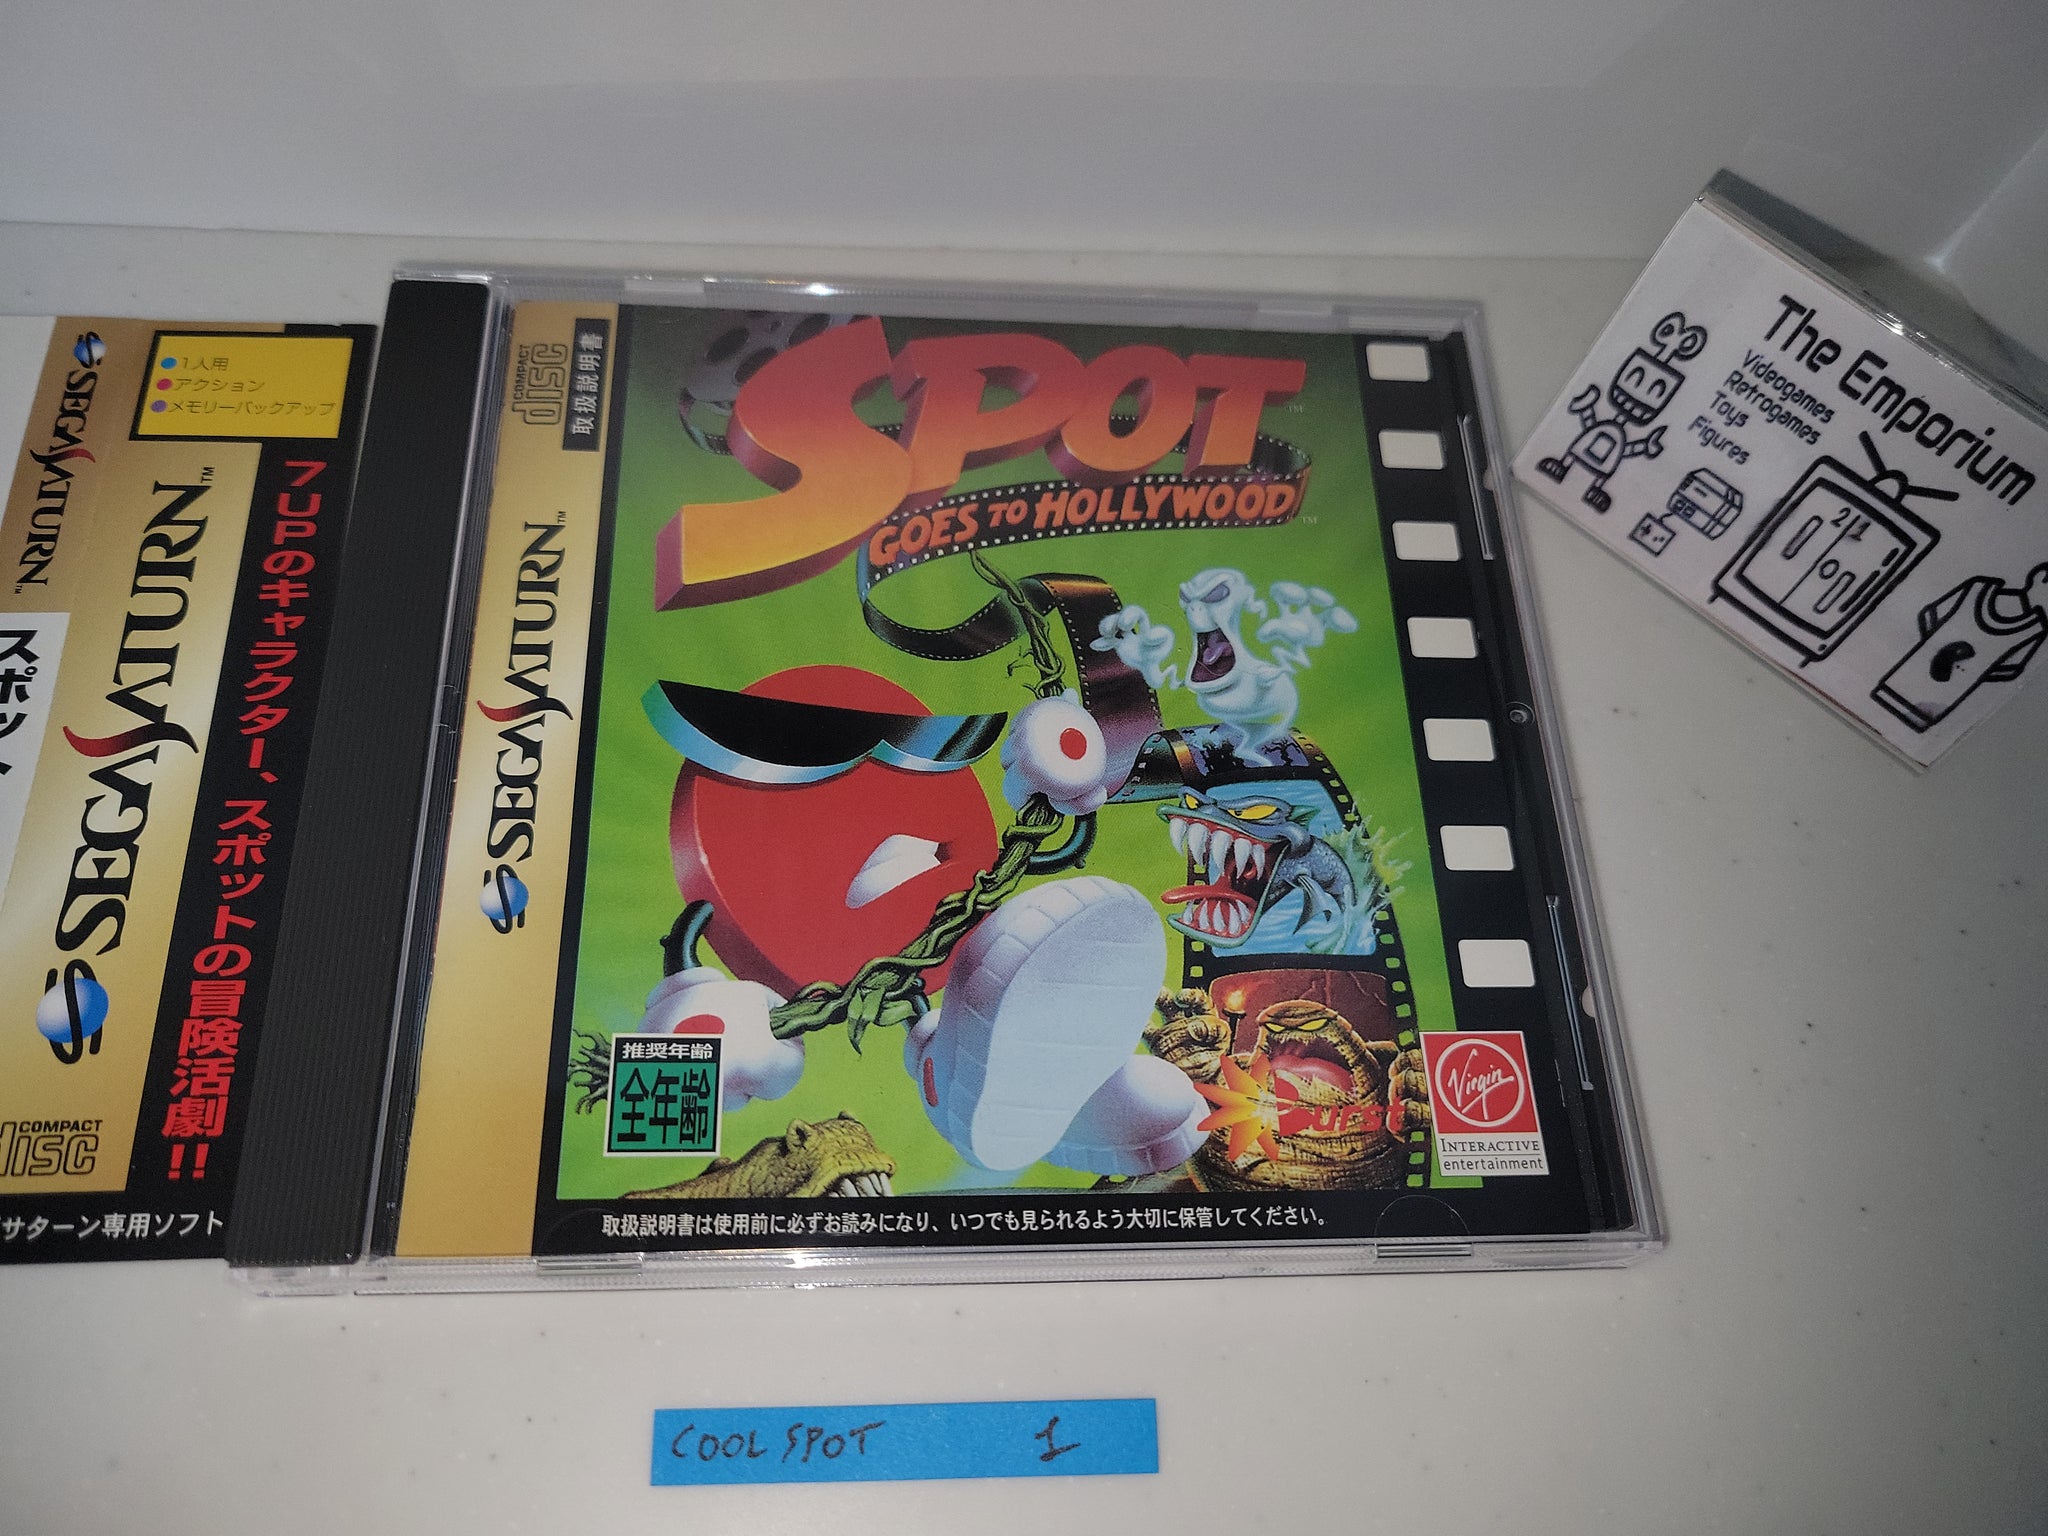 SEGA SATURN™
スポット
1人用
アクション
メモリーバックアップ
SEGA SATURN™
7UPのキャラクター、スポットの冒険活劇!!
COMPACT
disc
サターン専用ソフト
COMPACT
disc
取扱説明書
SEGA SATURN™
SPOT™
GOES TO HOLLYWOOD™
推奨年齢
全年齢
Burst
Virgin
INTERACTIVE
entertainment
取扱説明書は使用前に必ずお読みになり、いつでも見られるよう大切に保管してください。
The Emporium
Videogames
Retrogames
Toys
Figures
21
COOL SPOT 1